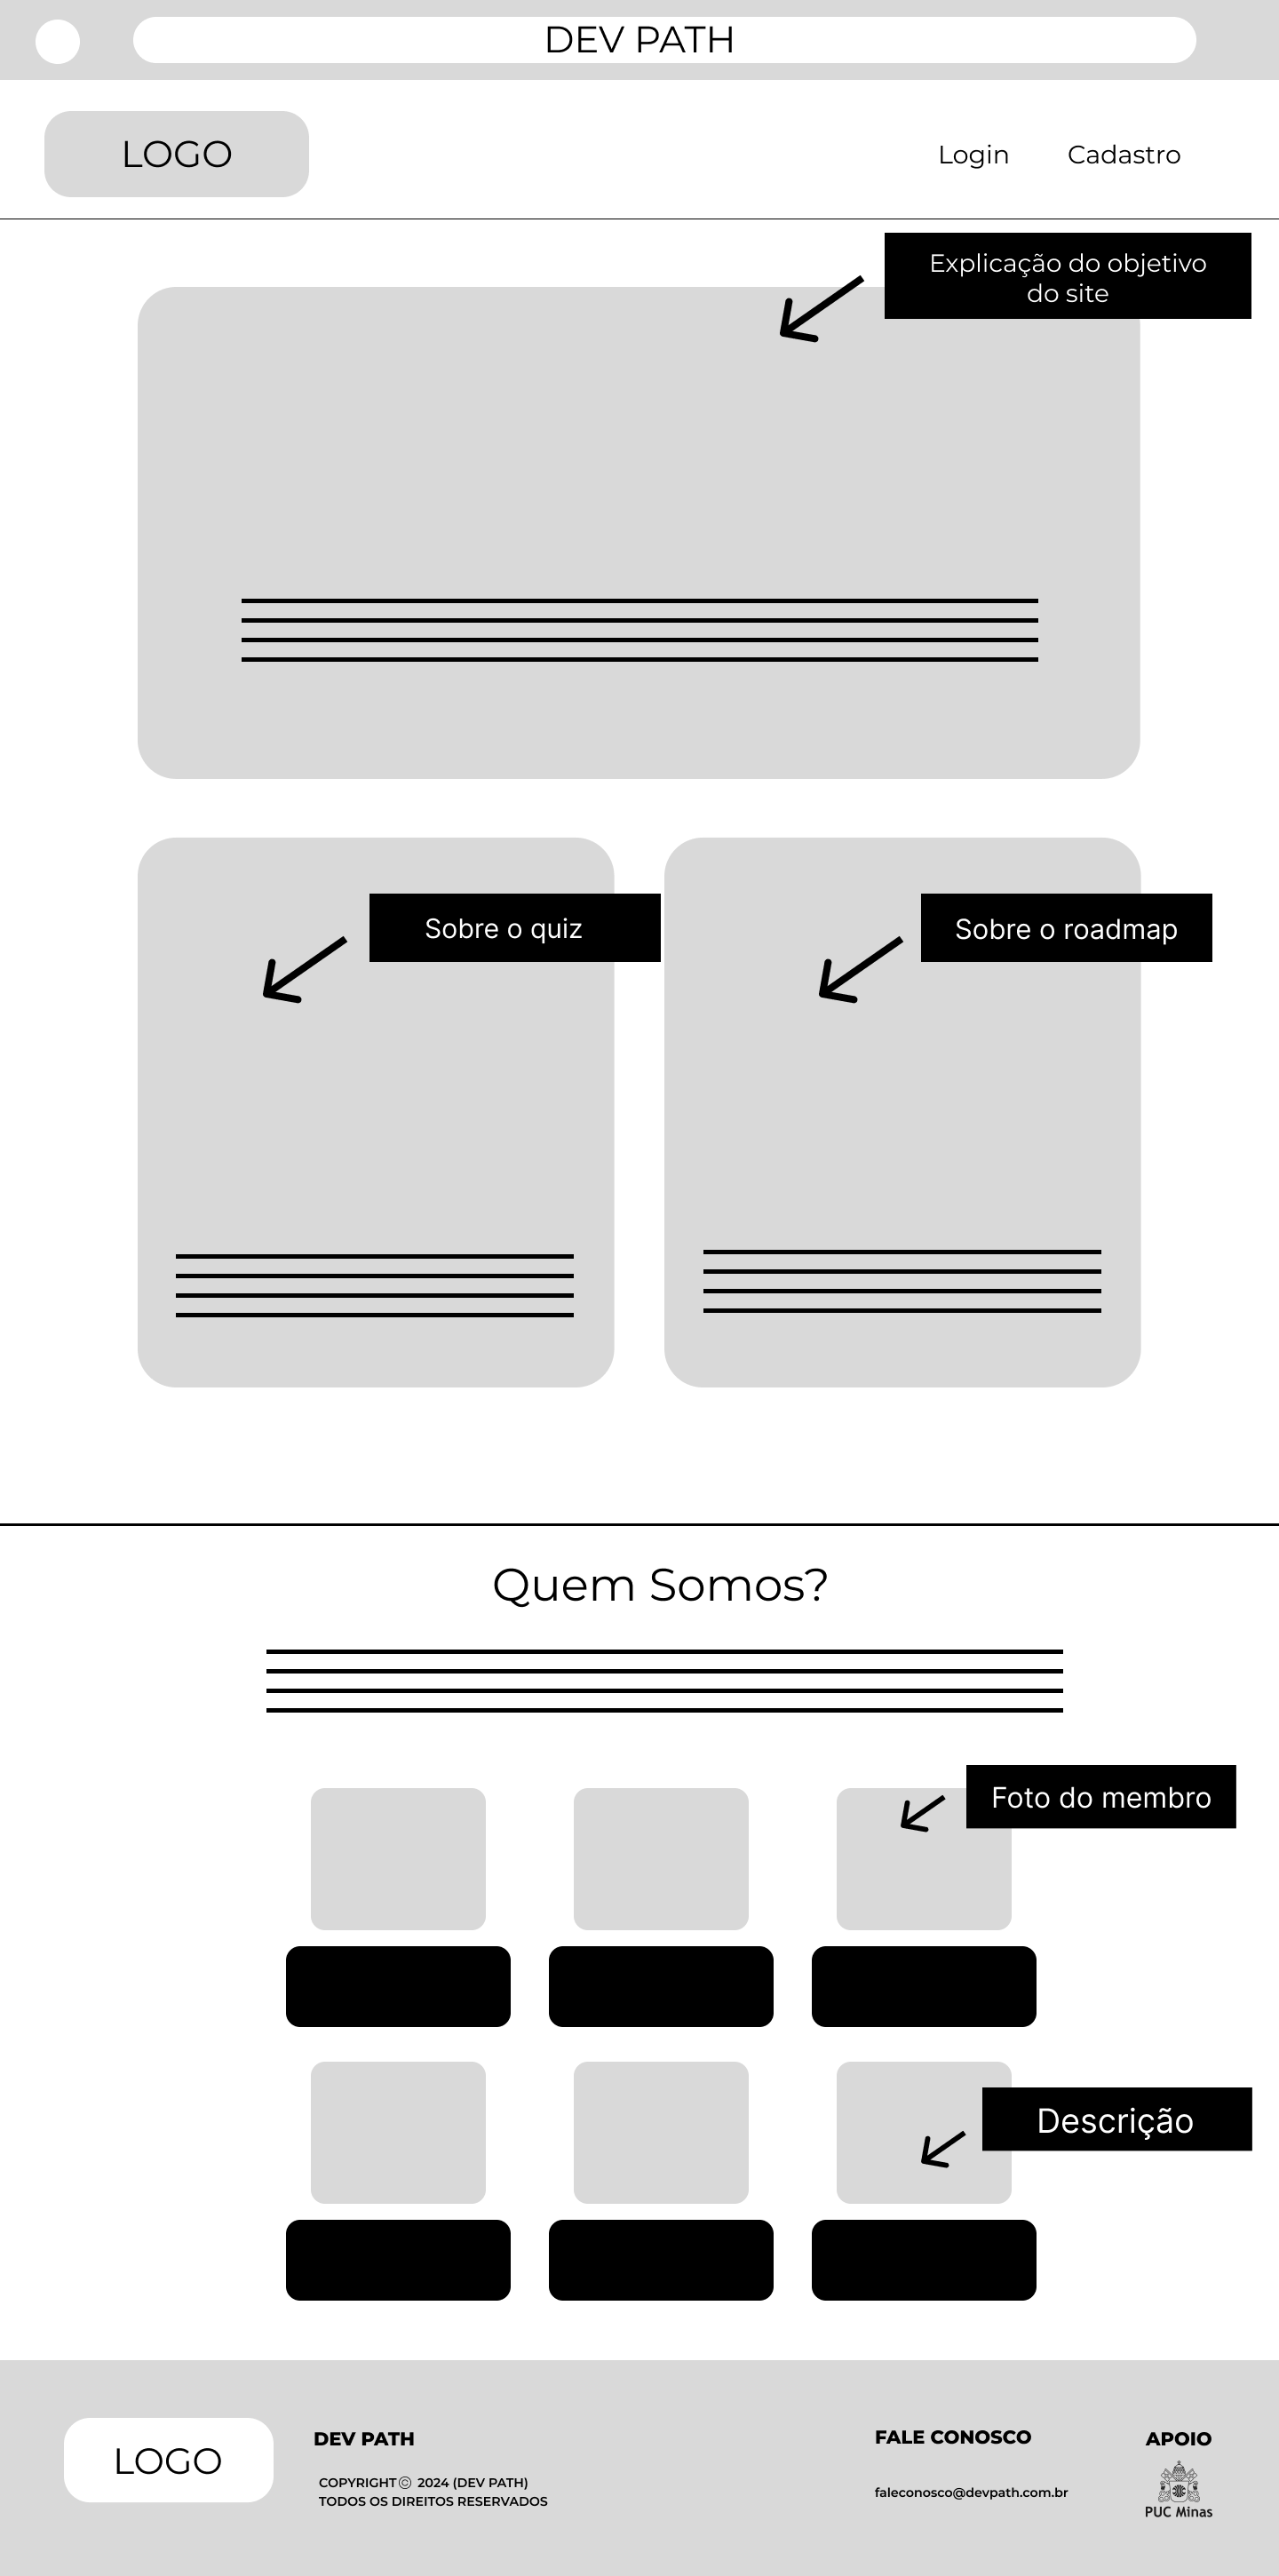 DEV PATH
LOGO
Login
Cadastro
Explicação do objetivo
do site
Sobre o quiz
Sobre o roadmap
Quem Somos?
Foto do membro
Descrição
LOGO
DEV PATH
COPYRIGHT © 2024 (DEV PATH)
TODOS OS DIREITOS RESERVADOS
FALE CONOSCO
faleconosco@devpath.com.br
APOIO
PUC Minas